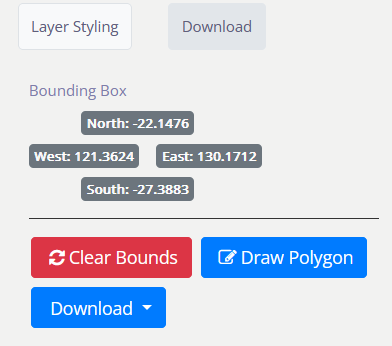 Layer Styling Download
Bounding Box
North: -22.1476
West: 121.3624 East: 130.1712
South: -27.3883
Clear Bounds Draw Polygon
Download